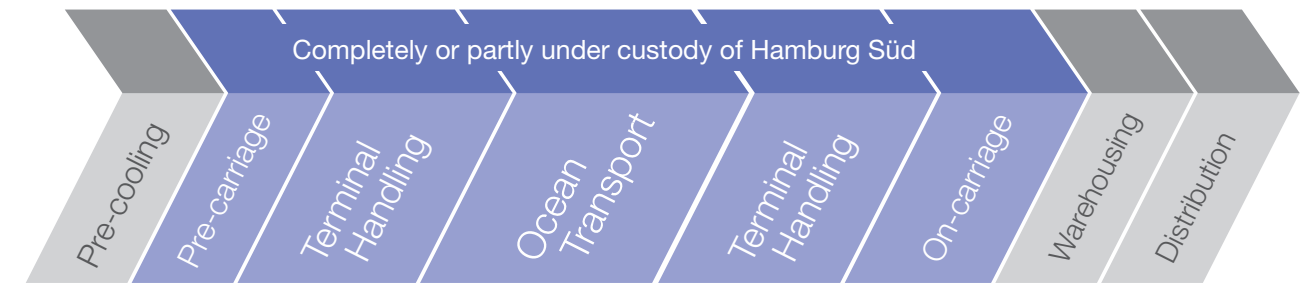 Completely or partly under custody of Hamburg Süd
Pre-cooling
Pre-carriage
Terminal
Handling
Ocean
Transport
Terminal
Handling
On-carriage
Warehousing
Distribution